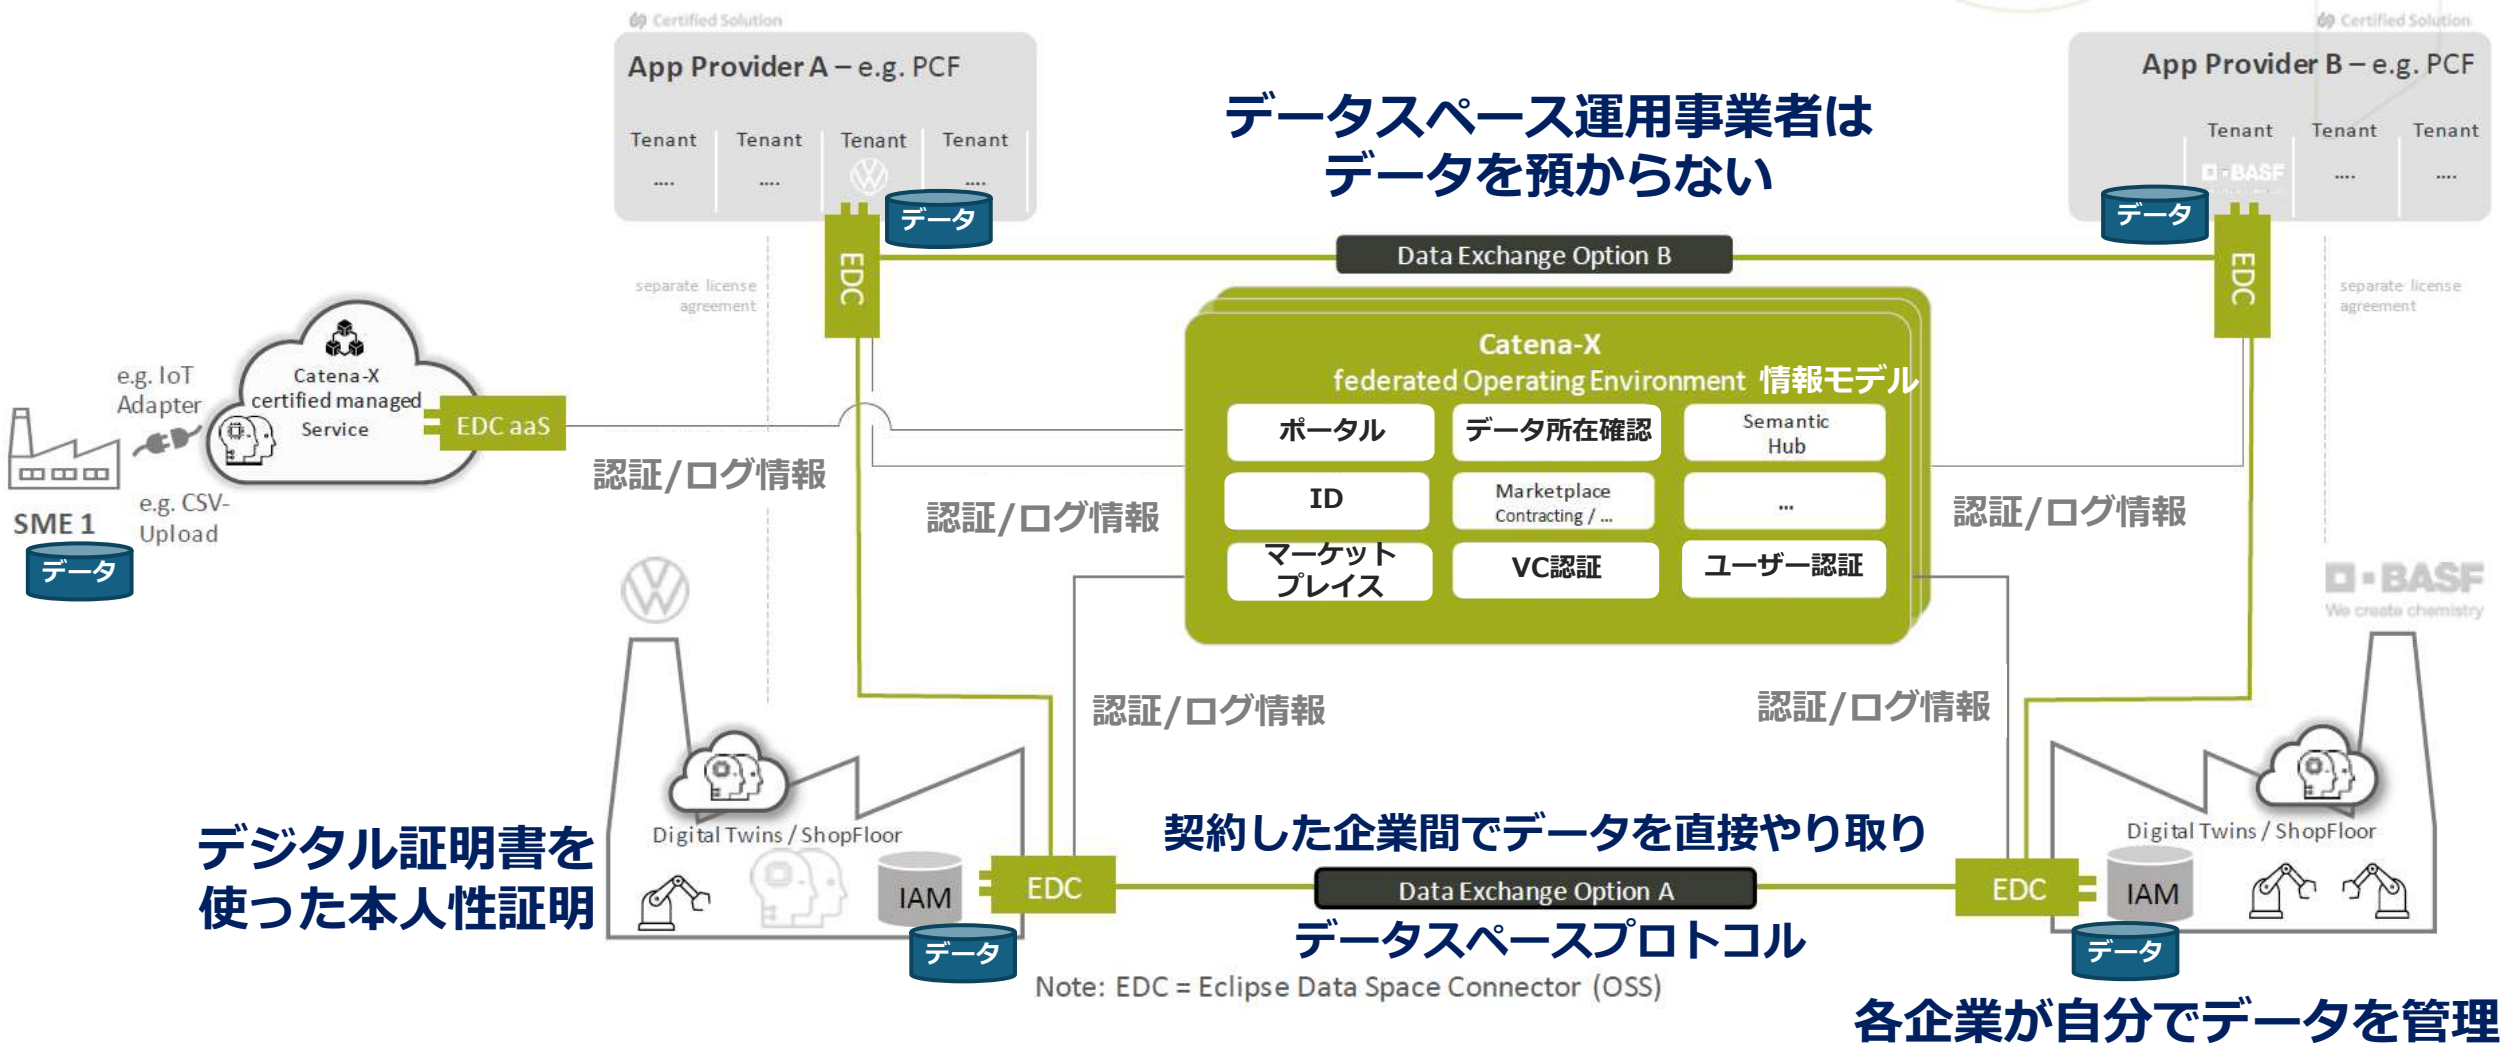 Certified Solution
App Provider A – e.g. PCF
Tenant Tenant Tenant Tenant
.... .... ....
データ
EDC
separate license
agreement
データスペース運用事業者は
データを預からない
Certified Solution
App Provider B – e.g. PCF
Tenant Tenant Tenant
BASF .... ....
データ
EDC
separate license
agreement
Data Exchange Option B
Catena-X
federated Operating Environment 情報モデル
ポータル
データ所在確認
Semantic
Hub
ID
Marketplace
Contracting / ...
...
マーケット
プレイス
VC認証
ユーザー認証
e.g. IoT
Adapter
Catena-X
certified managed
Service
EDC aaS
SME 1
e.g. CSV-
Upload
データ
認証/ログ情報
認証/ログ情報
認証/ログ情報
認証/ログ情報
認証/ログ情報
BASF
We create chemistry
デジタル証明書を
使った本人性証明
Digital Twins / ShopFloor
IAM
データ
EDC
契約した企業間でデータを直接やり取り
Data Exchange Option A
データスペースプロトコル
EDC
Digital Twins / ShopFloor
IAM
データ
Note: EDC = Eclipse Data Space Connector (OSS)
各企業が自分でデータを管理